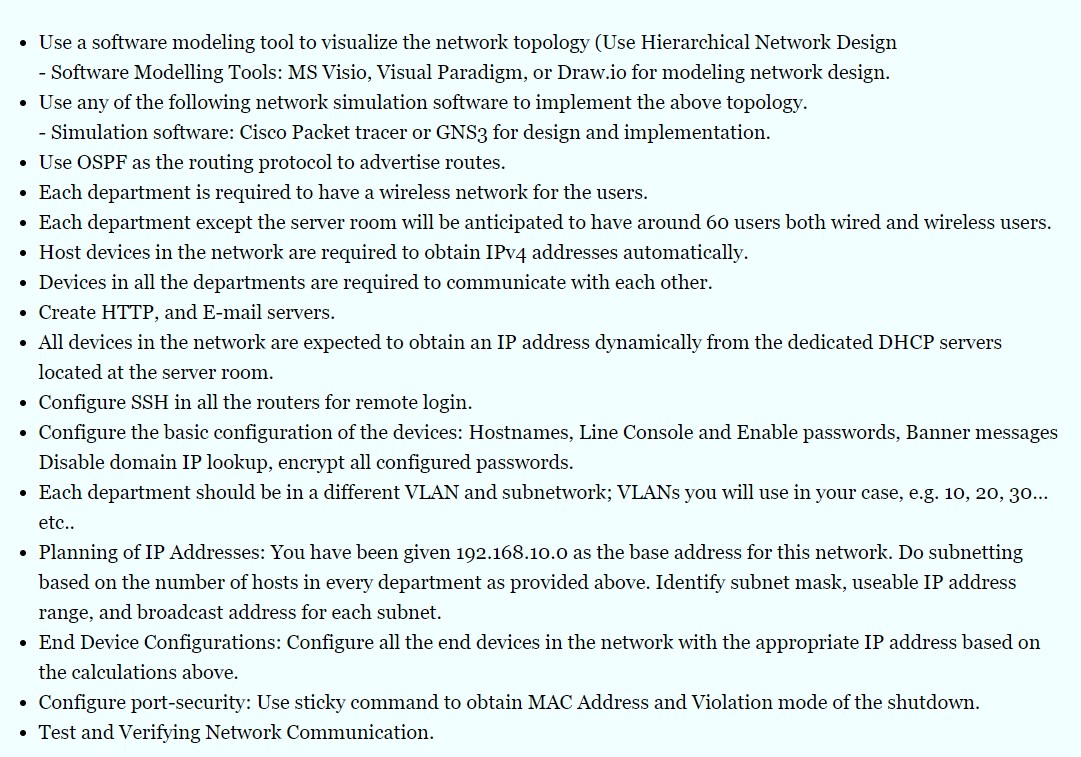 • Use a software modeling tool to visualize the network topology (Use Hierarchical Network Design
- Software Modelling Tools: MS Visio, Visual Paradigm, or Draw.io for modeling network design.
• Use any of the following network simulation software to implement the above topology.
- Simulation software: Cisco Packet tracer or GNS3 for design and implementation.
• Use OSPF as the routing protocol to advertise routes.
• Each department is required to have a wireless network for the users.
• Each department except the server room will be anticipated to have around 60 users both wired and wireless users.
• Host devices in the network are required to obtain IPv4 addresses automatically.
• Devices in all the departments are required to communicate with each other.
• Create HTTP, and E-mail servers.
• All devices in the network are expected to obtain an IP address dynamically from the dedicated DHCP servers
located at the server room.
• Configure SSH in all the routers for remote login.
• Configure the basic configuration of the devices: Hostnames, Line Console and Enable passwords, Banner messages
Disable domain IP lookup, encrypt all configured passwords.
• Each department should be in a different VLAN and subnetwork; VLANs you will use in your case, e.g. 10, 20, 30...
etc..
• Planning of IP Addresses: You have been given 192.168.10.0 as the base address for this network. Do subnetting
based on the number of hosts in every department as provided above. Identify subnet mask, useable IP address
range, and broadcast address for each subnet.
• End Device Configurations: Configure all the end devices in the network with the appropriate IP address based on
the calculations above.
• Configure port-security: Use sticky command to obtain MAC Address and Violation mode of the shutdown.
• Test and Verifying Network Communication.